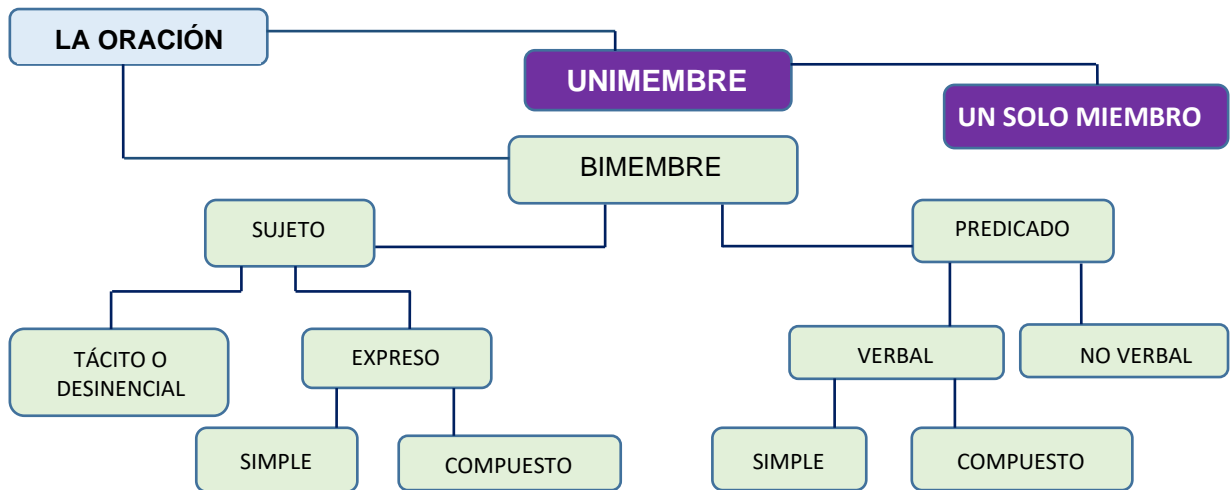 LA ORACIÓN
UNIMEMBRE
UN SOLO MIEMBRO
BIMEMBRE
SUJETO
PREDICADO
TÁCITO O
DESINENCIAL
EXPRESO
VERBAL
NO VERBAL
SIMPLE
COMPUESTO
SIMPLE
COMPUESTO